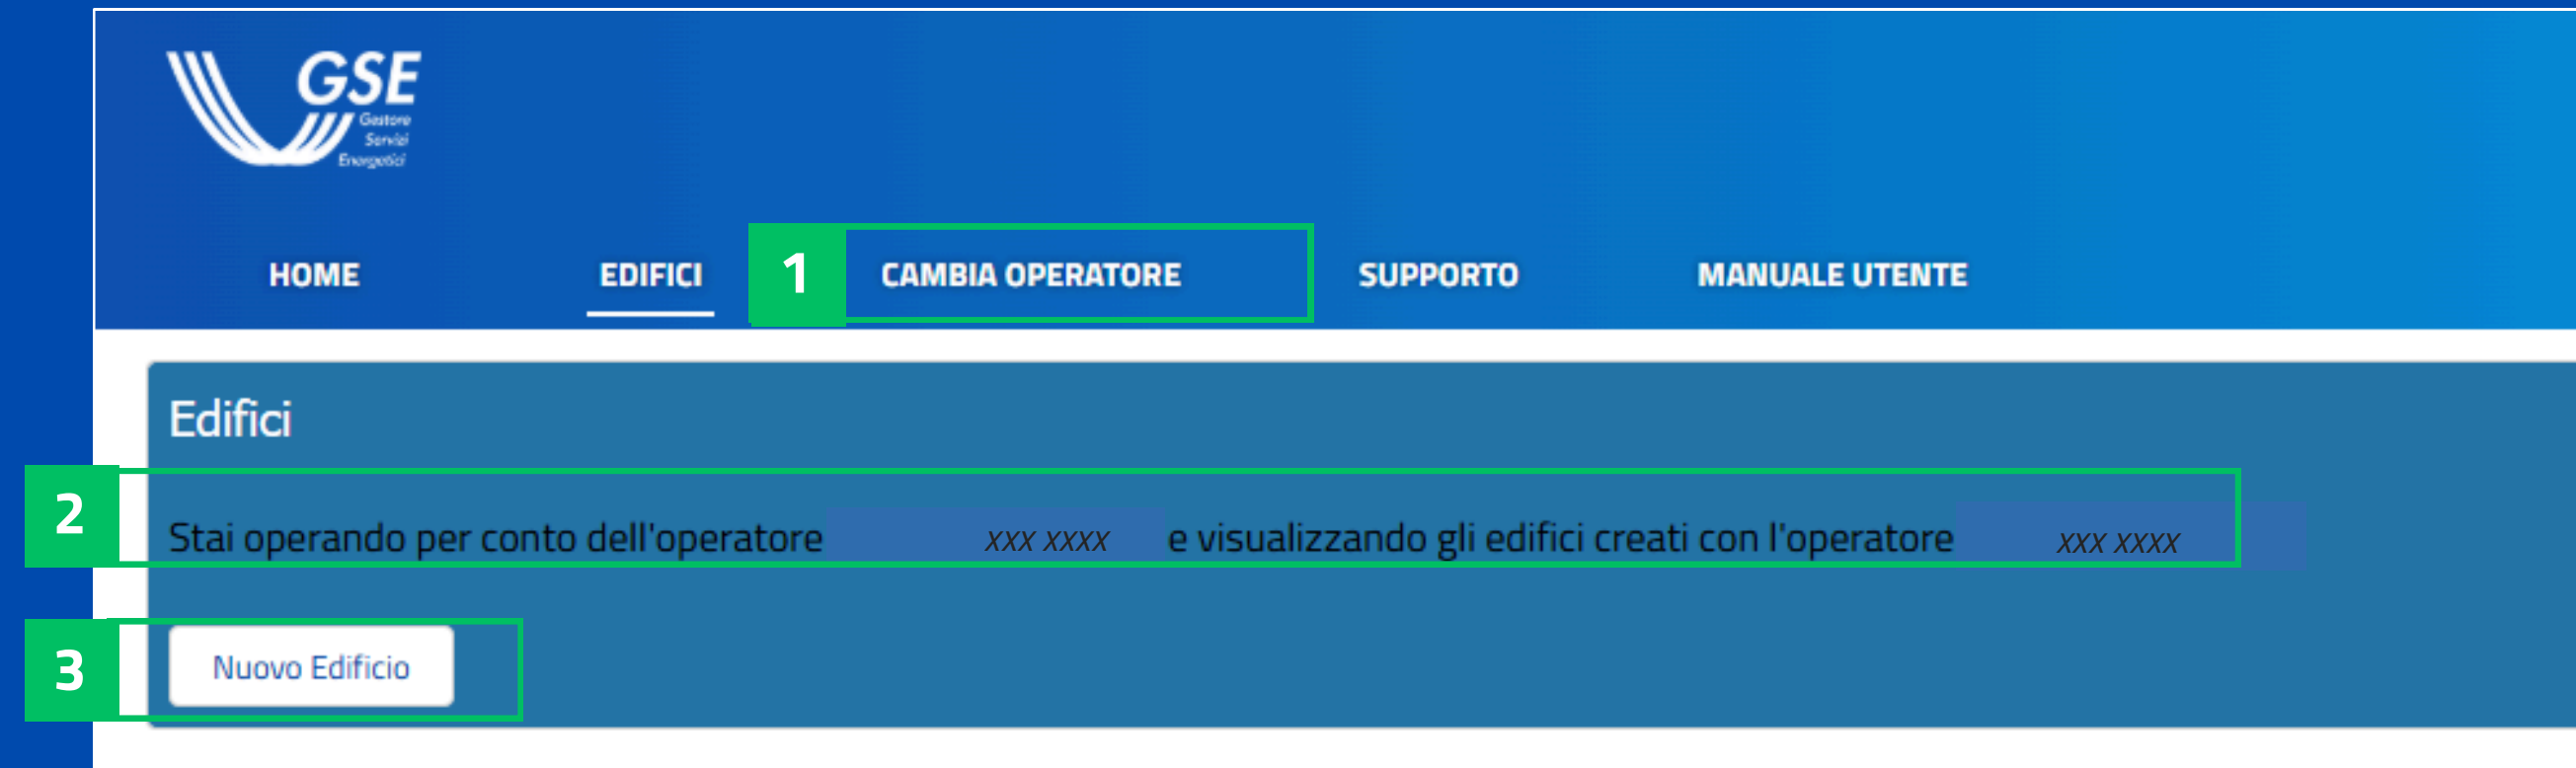 GSE
Gestore
Servizi
Energetici
HOME EDIFICI 1 CAMBIA OPERATORE SUPPORTO MANUALE UTENTE
Edifici
2 Stai operando per conto dell'operatore XXX XXXX e visualizzando gli edifici creati con l'operatore XXX XXXX
3 Nuovo Edificio